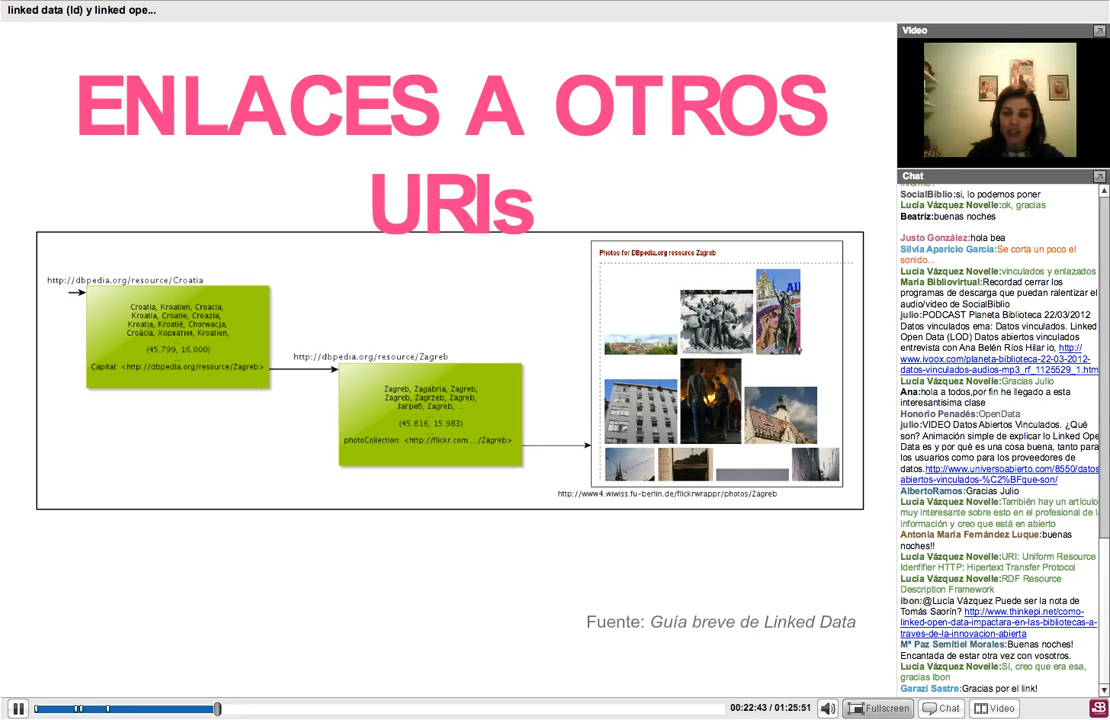 linked data (ld) y linked ope...
ENLACES A OTROS
URIs
http://dbpedia.org/resource/Croatia
Croatia, Kroatien, Croacia,
Kroatia, Croatie, Croazia,
Kroatia, Kroatië, Chorwacja,
Croácia, Хорватия, Kroatien,
...
(45.799, 16.000)
...
Capital: <http://dbpedia.org/resource/Zagreb>
http://dbpedia.org/resource/Zagreb
Zagreb, Zagabria, Zagreb,
Zagreb, Zagrzeb, Zagreb,
Загреб, Zagreb, ...
...
(45.816, 15.983)
photoCollection: <http://flickr.com..../Zagreb>
Photos for DBpedia.org resource Zagreb
http://www4.wiwiss.fu-berlin.de/flickrwrappr/photos/Zagreb
Fuente: Guía breve de Linked Data
Video
Chat
SocialBiblio:si, lo podemos poner
Lucía Vázquez Novelle:ok, gracias
Beatriz:buenas noches
Justo González:hola bea
Silvia Aparicio García:Se corta un poco el
sonido...
Lucía Vázquez Novelle:vinculados y enlazados
María Bibliovirtual:Recordad cerrar los
programas de descarga que puedan ralentizar el
audio/video de SocialBiblio
julio:PODCAST Planeta Biblioteca 22/03/2012
Datos vinculados ema: Datos vinculados. Linked
Open Data (LOD) Datos abiertos vinculados
entrevista con Ana Belén Ríos Hilario, http://
www.ivoox.com/planeta-biblioteca-22-03-2012-
datos-vinculados-audios-mp3_rf_1125529_1.htm
Lucía Vázquez Novelle:Gracias Julio
Ana:hola a todos,por fin he llegado a esta
interesantisima clase
Honorio Penadés:OpenData
julio:VIDEO Datos Abiertos Vinculados. ¿Qué
son? Animación simple de explicar lo Linked Ope
Data es y por qué es una cosa buena, tanto para
los usuarios como para los proveedores de
datos.http://www.universoabierto.com/8550/datos
abiertos-vinculados-%C2%BFque-son/
AlbertoRamos:Gracias Julio
Lucía Vázquez Novelle:También hay un artículo
muy interesante sobre esto en el profesional de la
información y creo que está en abierto
Antonia María Fernández Luque:buenas
noches!!
Lucía Vázquez Novelle:URI: Uniform Resource
Idenfifier HTTP: Hipertext Transfer Protocol
Lucía Vázquez Novelle:RDF Resource
Description Framework
ibon:@Lucía Vázquez Puede ser la nota de
Tomás Saorín? http://www.thinkepi.net/como-
linked-open-data-impactara-en-las-bibliotecas-a-
traves-de-la-innovacion-abierta
Mª Paz Semitiel Morales:Buenas noches!
Encantada de estar otra vez con vosotros.
Lucía Vázquez Novelle:SI, creo que era esa,
gracias Ibon
Garazi Sastre:Gracias por el link!
00:22:43 / 01:25:51
Fullscreen
Chat
Video
SB